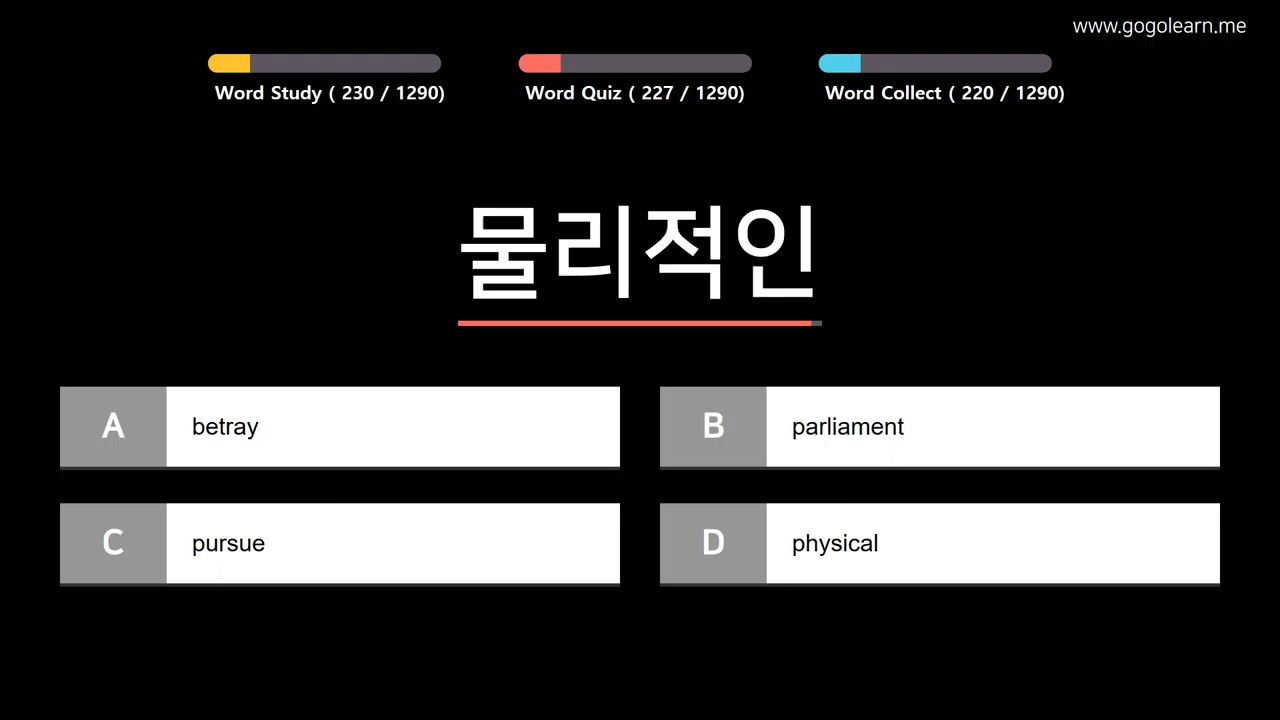 www.gogolearn.me
Word Study ( 230 / 1290)
Word Quiz ( 227 / 1290)
Word Collect ( 220 / 1290)
물리적인
A betray
B parliament
C pursue
D physical